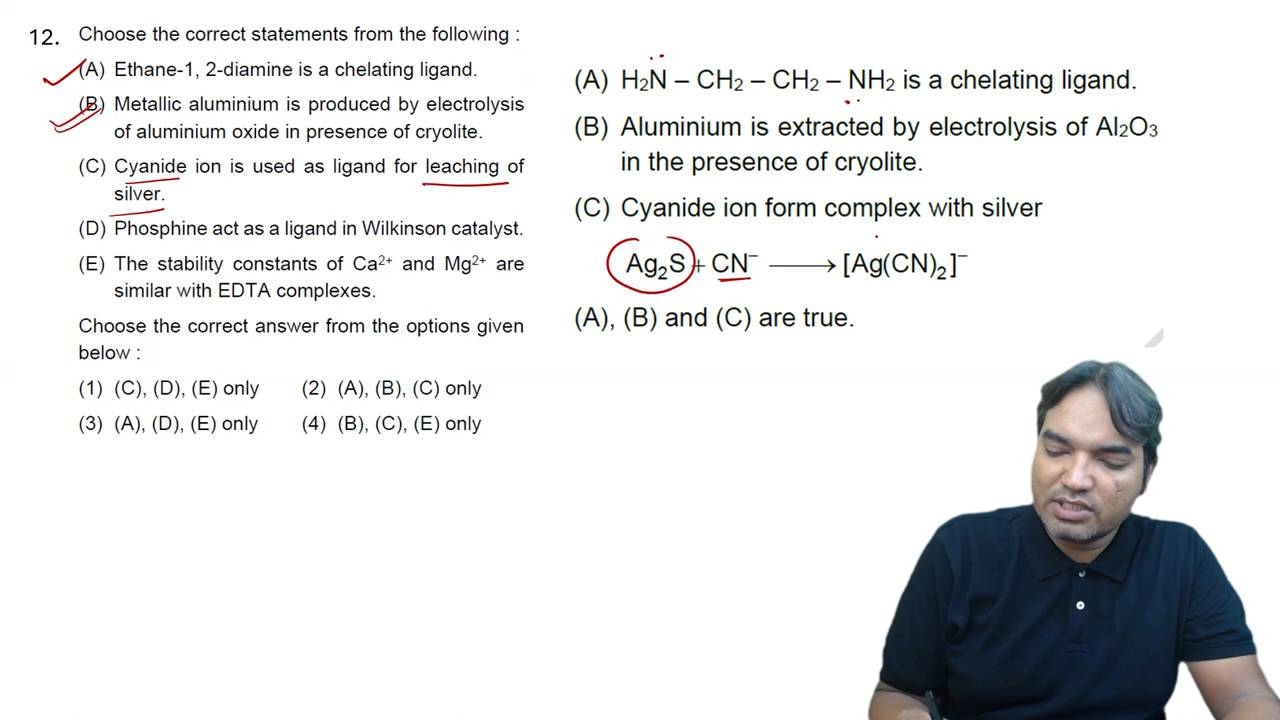 12. Choose the correct statements from the following :
(A) Ethane-1, 2-diamine is a chelating ligand.
(B) Metallic aluminium is produced by electrolysis
of aluminium oxide in presence of cryolite.
(C) Cyanide ion is used as ligand for leaching of
silver.
(D) Phosphine act as a ligand in Wilkinson catalyst.
(E) The stability constants of Ca²⁺ and Mg²⁺ are
similar with EDTA complexes.
Choose the correct answer from the options given
below :
(1) (C), (D), (E) only (2) (A), (B), (C) only
(3) (A), (D), (E) only (4) (B), (C), (E) only
(A) H₂N – CH₂ – CH₂ – NH₂ is a chelating ligand.
(B) Aluminium is extracted by electrolysis of Al₂O₃
in the presence of cryolite.
(C) Cyanide ion form complex with silver
Ag₂S + CN⁻ ⟶ [Ag(CN)₂]⁻
(A), (B) and (C) are true.